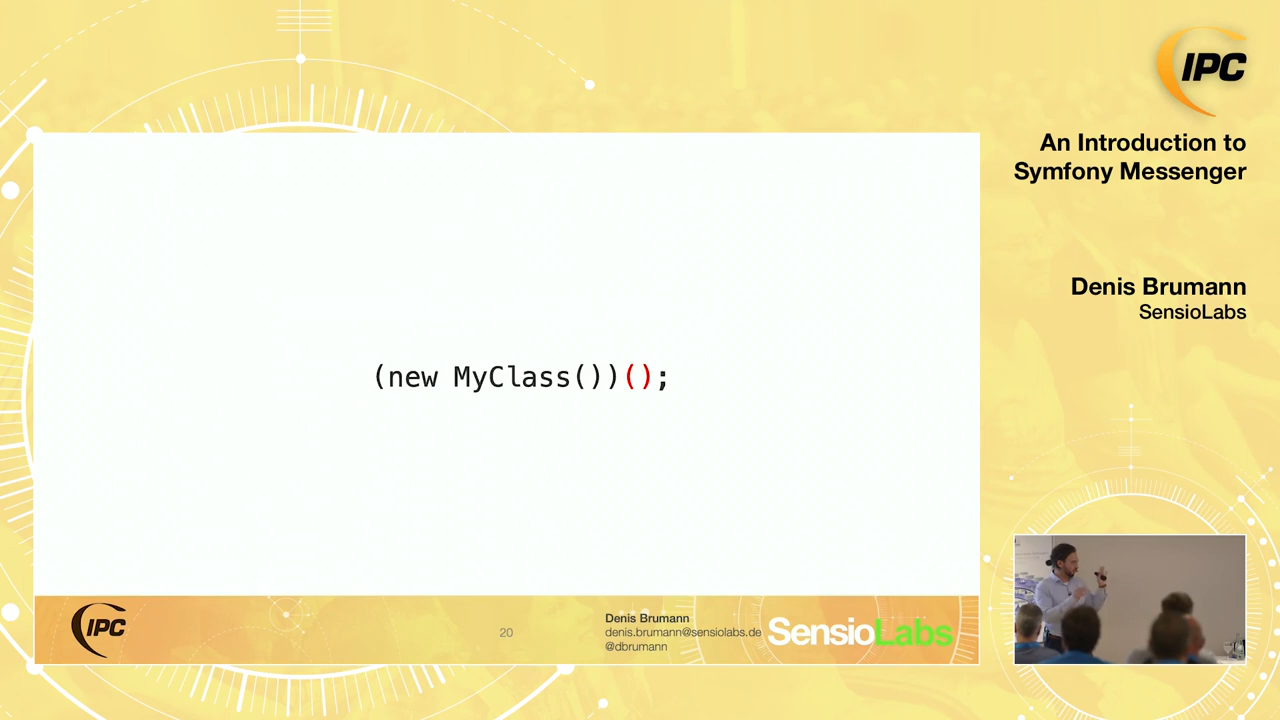 IPC
An Introduction to
Symfony Messenger
Denis Brumann
SensioLabs
(new MyClass())();
IPC
20
Denis Brumann
denis.brumann@sensiolabs.de
@dbrumann
SensioLabs